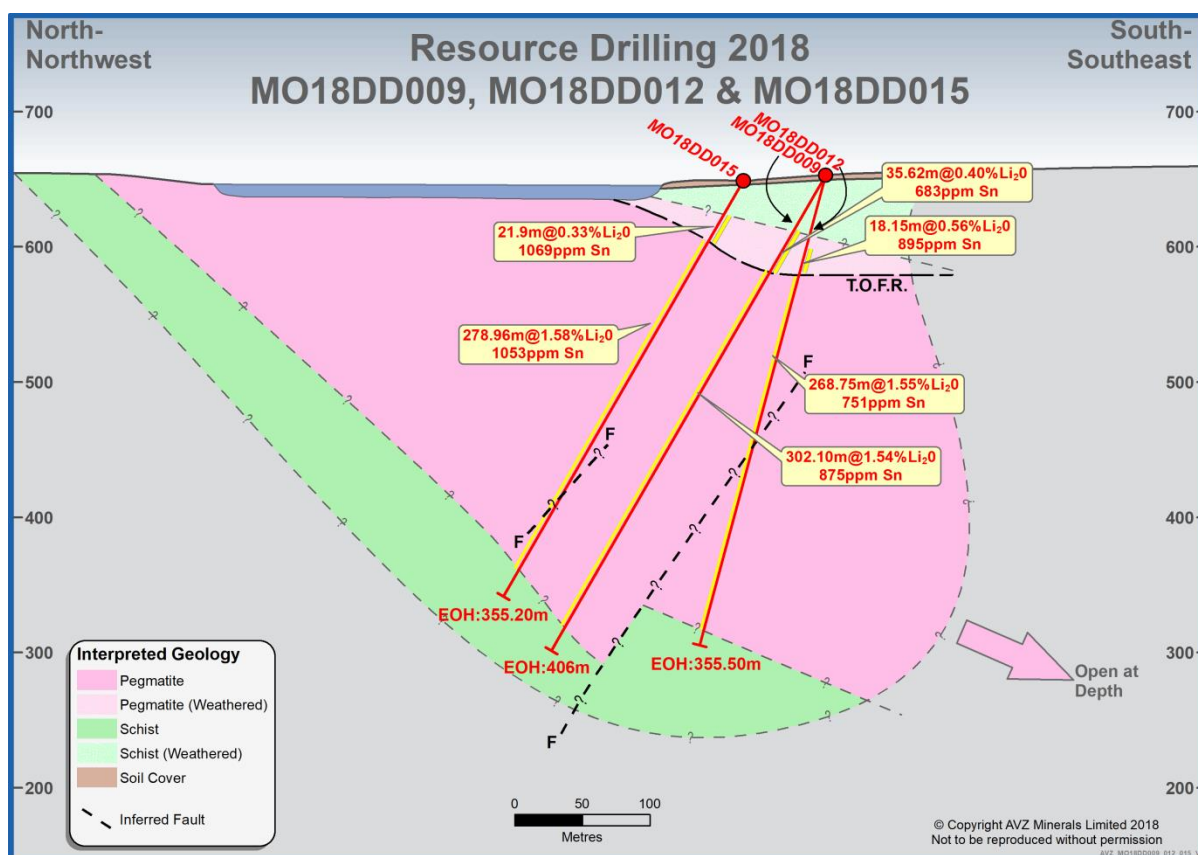 North-
Northwest
Resource Drilling 2018
MO18DD009, MO18DD012 & MO18DD015
South-
Southeast
700
700
MO18DD015
MO18DD012
MO18DD009
35.62m@0.40%Li₂0
683ppm Sn
600
21.9m@0.33%Li₂0
1069ppm Sn
?
?
18.15m@0.56%Li₂0
895ppm Sn
600
T.O.F.R.
278.96m@1.58%Li₂0
1053ppm Sn
500
F
268.75m@1.55%Li₂0
751ppm Sn
500
F
302.10m@1.54%Li₂0
875ppm Sn
400
F
400
EOH:355.20m
EOH:406m
EOH:355.50m
300
300
Open at
Depth
F
Interpreted Geology
Pegmatite
Pegmatite (Weathered)
Schist
Schist (Weathered)
Soil Cover
Inferred Fault
200
200
0 50 100
Metres
© Copyright AVZ Minerals Limited 2018
Not to be reproduced without permission